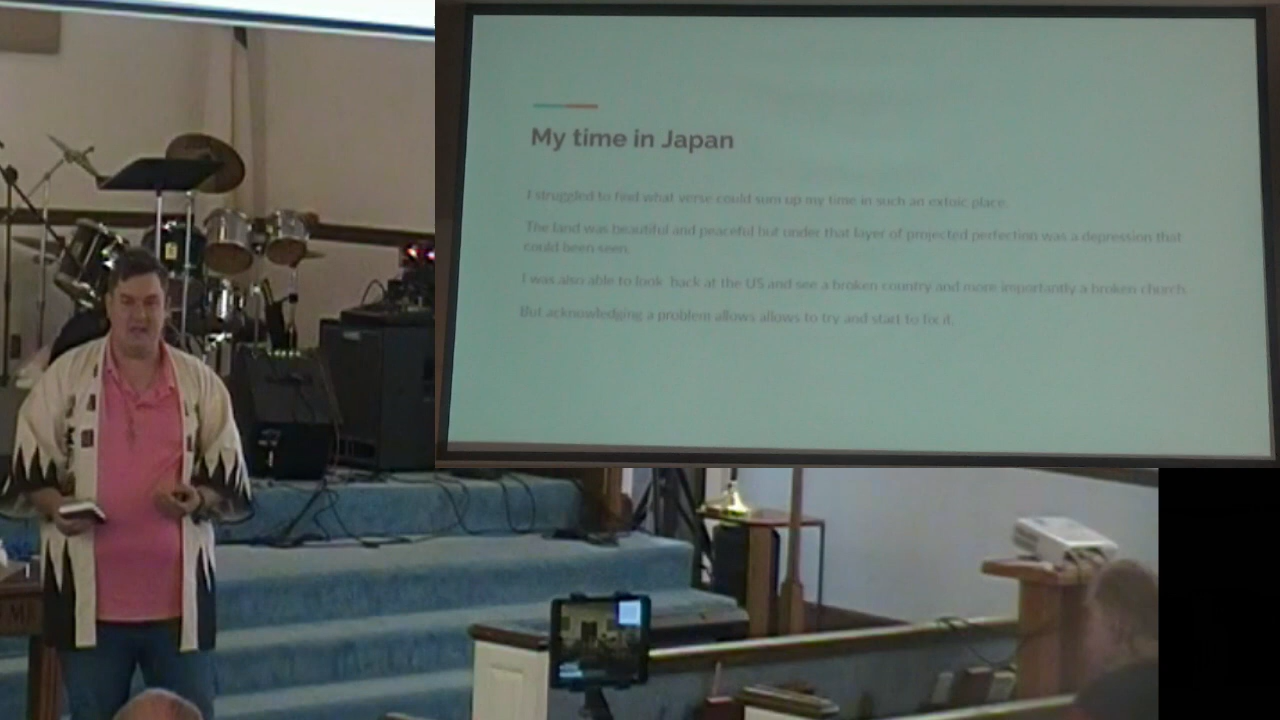 My time in Japan
I struggled to find what verse could sum up my time in such an extoic place.
The land was beautiful and peaceful but under that layer of projected perfection was a depression that
could been seen.
I was also able to look back at the US and see a broken country and more importantly a broken church.
But acknowledging a problem allows allows to try and start to fix it.